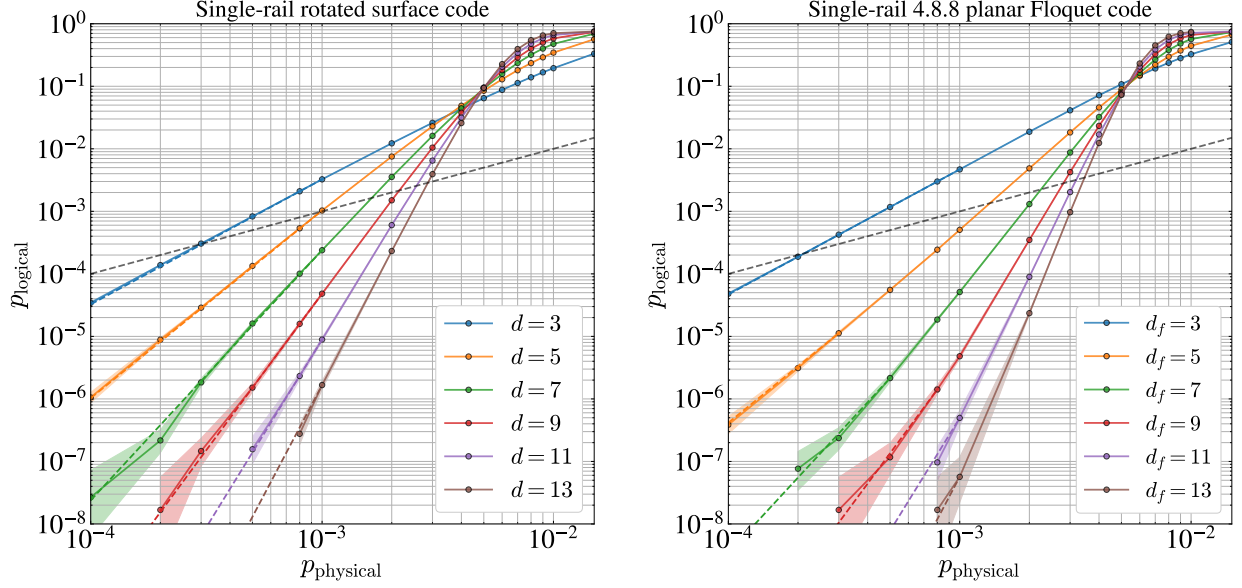 Single-rail rotated surface code
10⁰
10⁻¹
10⁻²
10⁻³
10⁻⁴
10⁻⁵
10⁻⁶
10⁻⁷
10⁻⁸
p_logical
d = 3
d = 5
d = 7
d = 9
d = 11
d = 13
10⁻⁴
10⁻³
10⁻²
p_physical
Single-rail 4.8.8 planar Floquet code
10⁰
10⁻¹
10⁻²
10⁻³
10⁻⁴
10⁻⁵
10⁻⁶
10⁻⁷
10⁻⁸
p_logical
d_f = 3
d_f = 5
d_f = 7
d_f = 9
d_f = 11
d_f = 13
10⁻⁴
10⁻³
10⁻²
p_physical